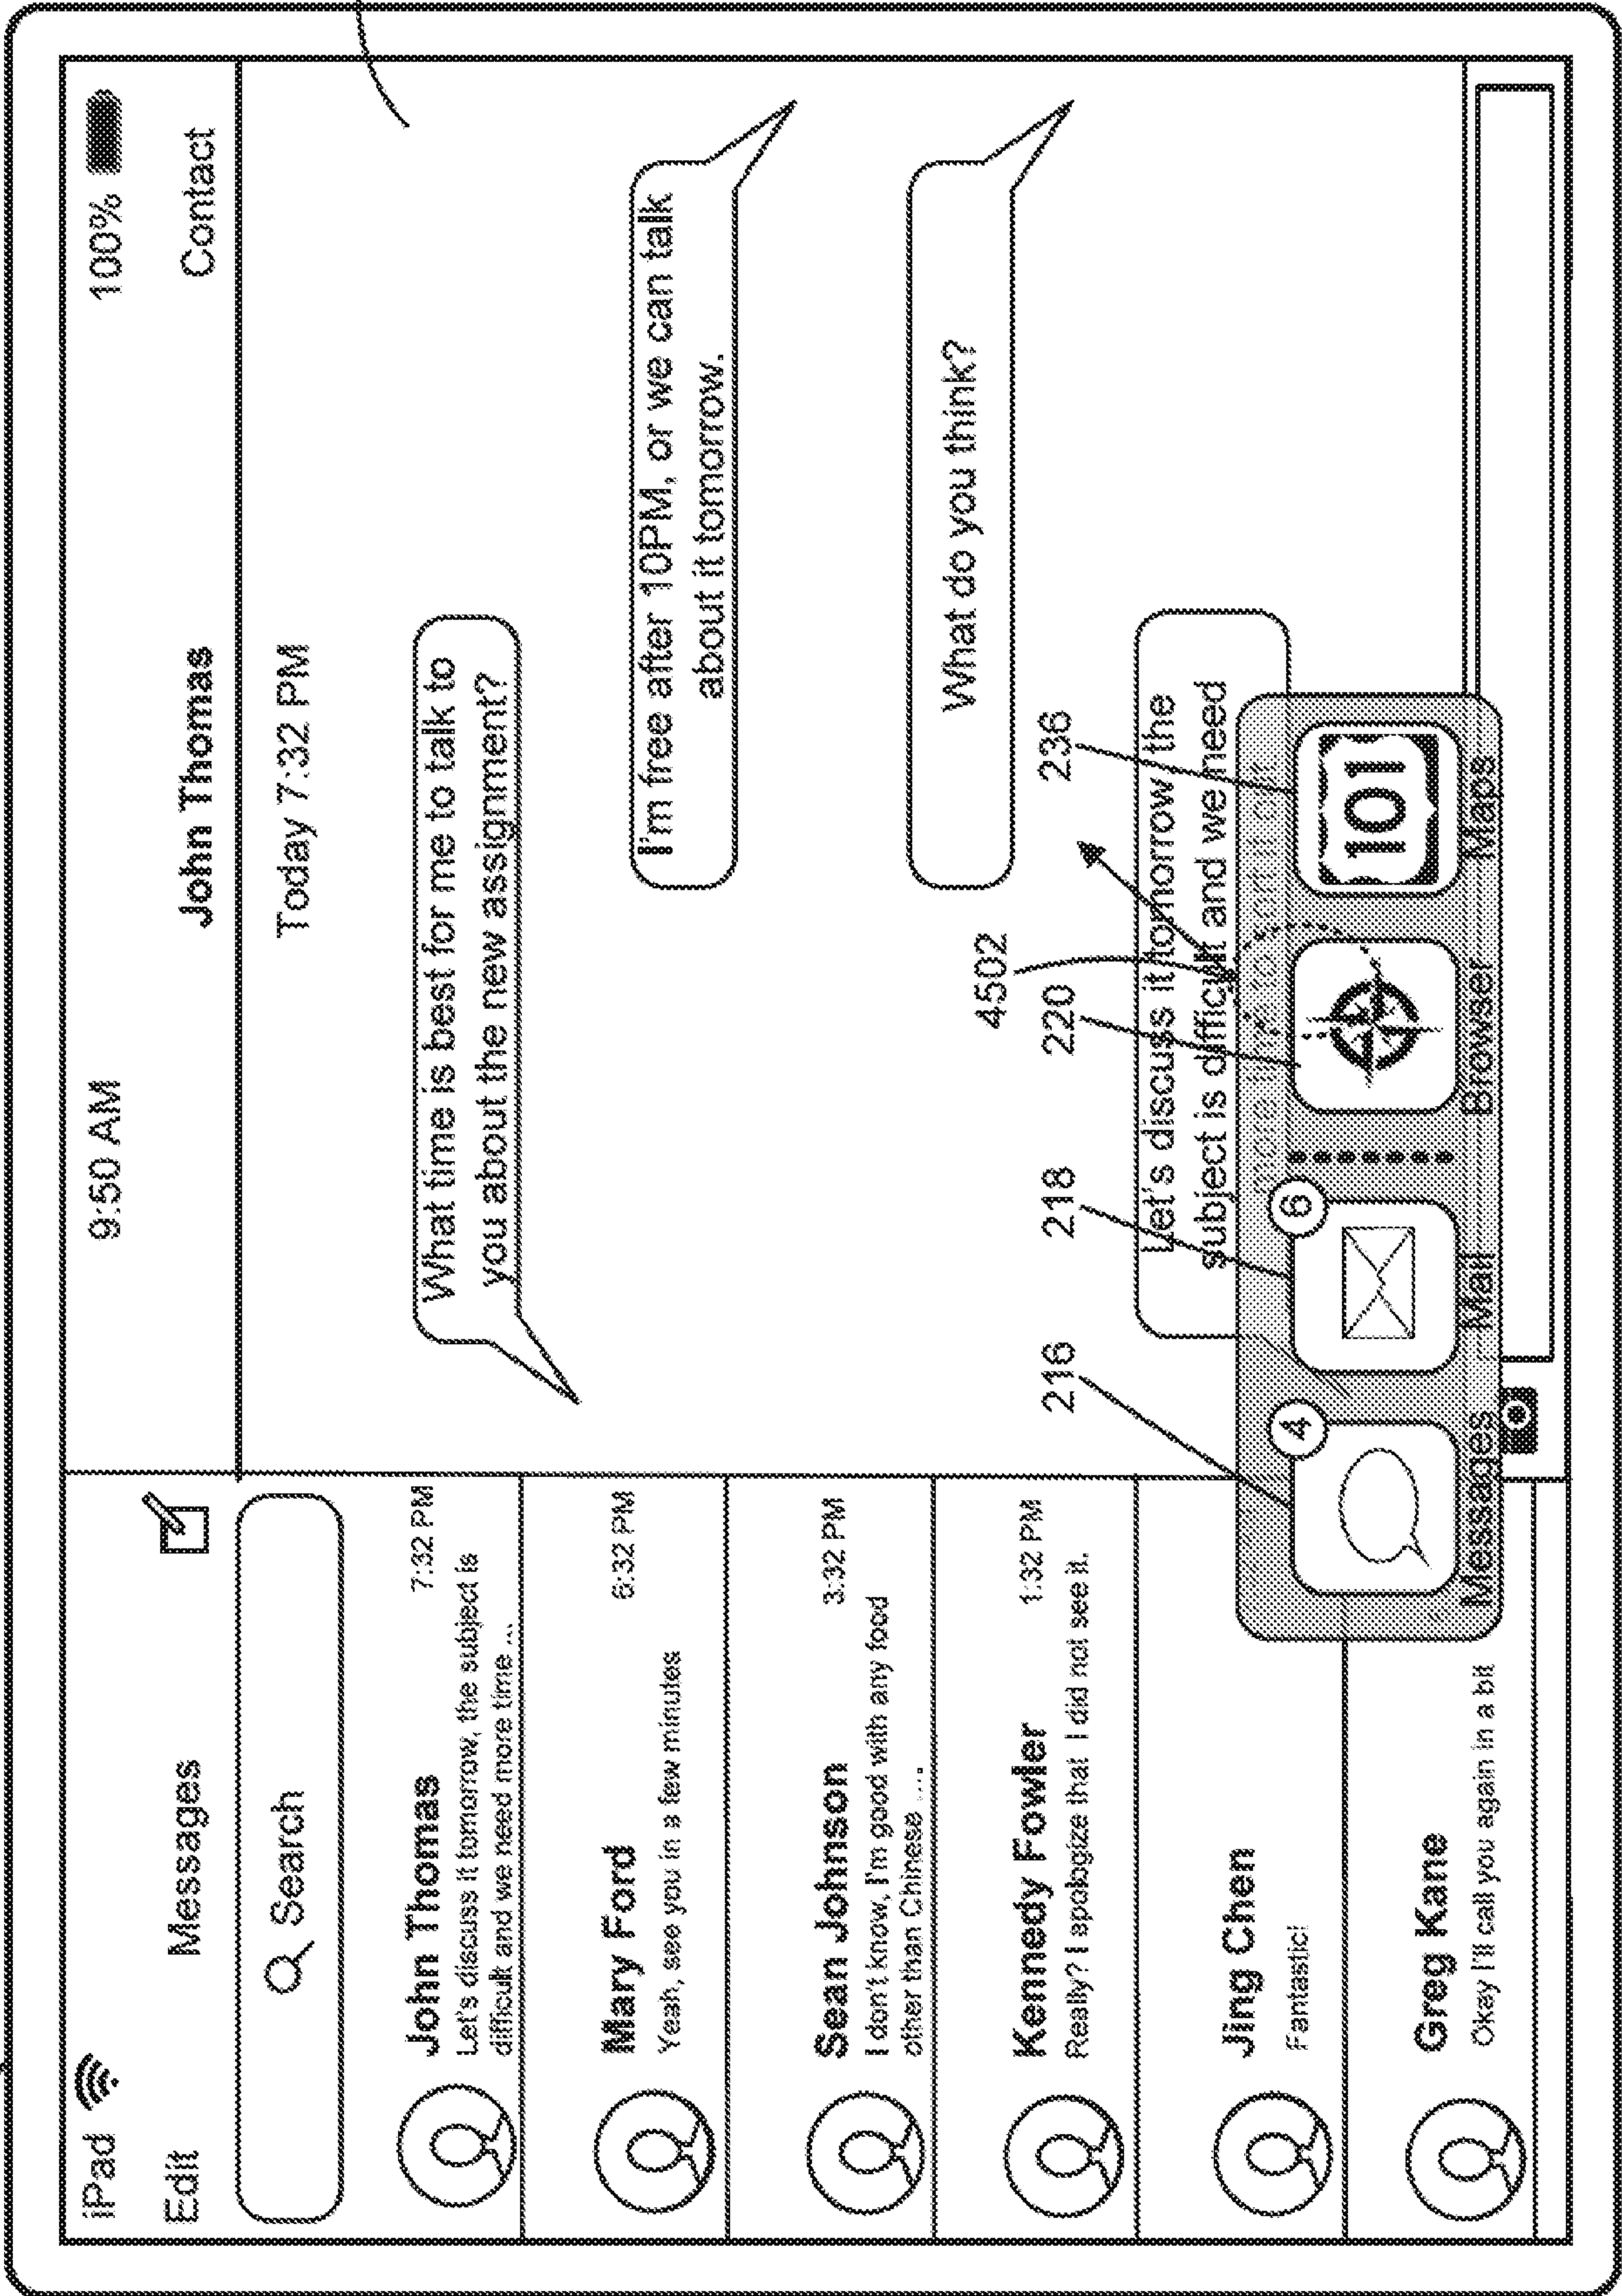 iPad
9:50 AM
100%
Edit
Messages
John Thomas
Contact
Search
Today 7:32 PM
John Thomas
7:32 PM
Let's discuss it tomorrow, the subject is
difficult and we need more time ...
Mary Ford
6:32 PM
Yeah, see you in a few minutes
Sean Johnson
3:32 PM
I don't know, I'm good with any food
other than Chinese ....
Kennedy Fowler
1:32 PM
Really? I apologize that I did not see it.
Jing Chen
Fantastic!
Greg Kane
Okay I'll call you again in a bit
What time is best for me to talk to
you about the new assignment?
I'm free after 10PM, or we can talk
about it tomorrow.
What do you think?
4502
216
218
220
236
Let's discuss it tomorrow the
subject is difficult and we need
more time
4
6
101
Messages
Mail
Browser
Maps